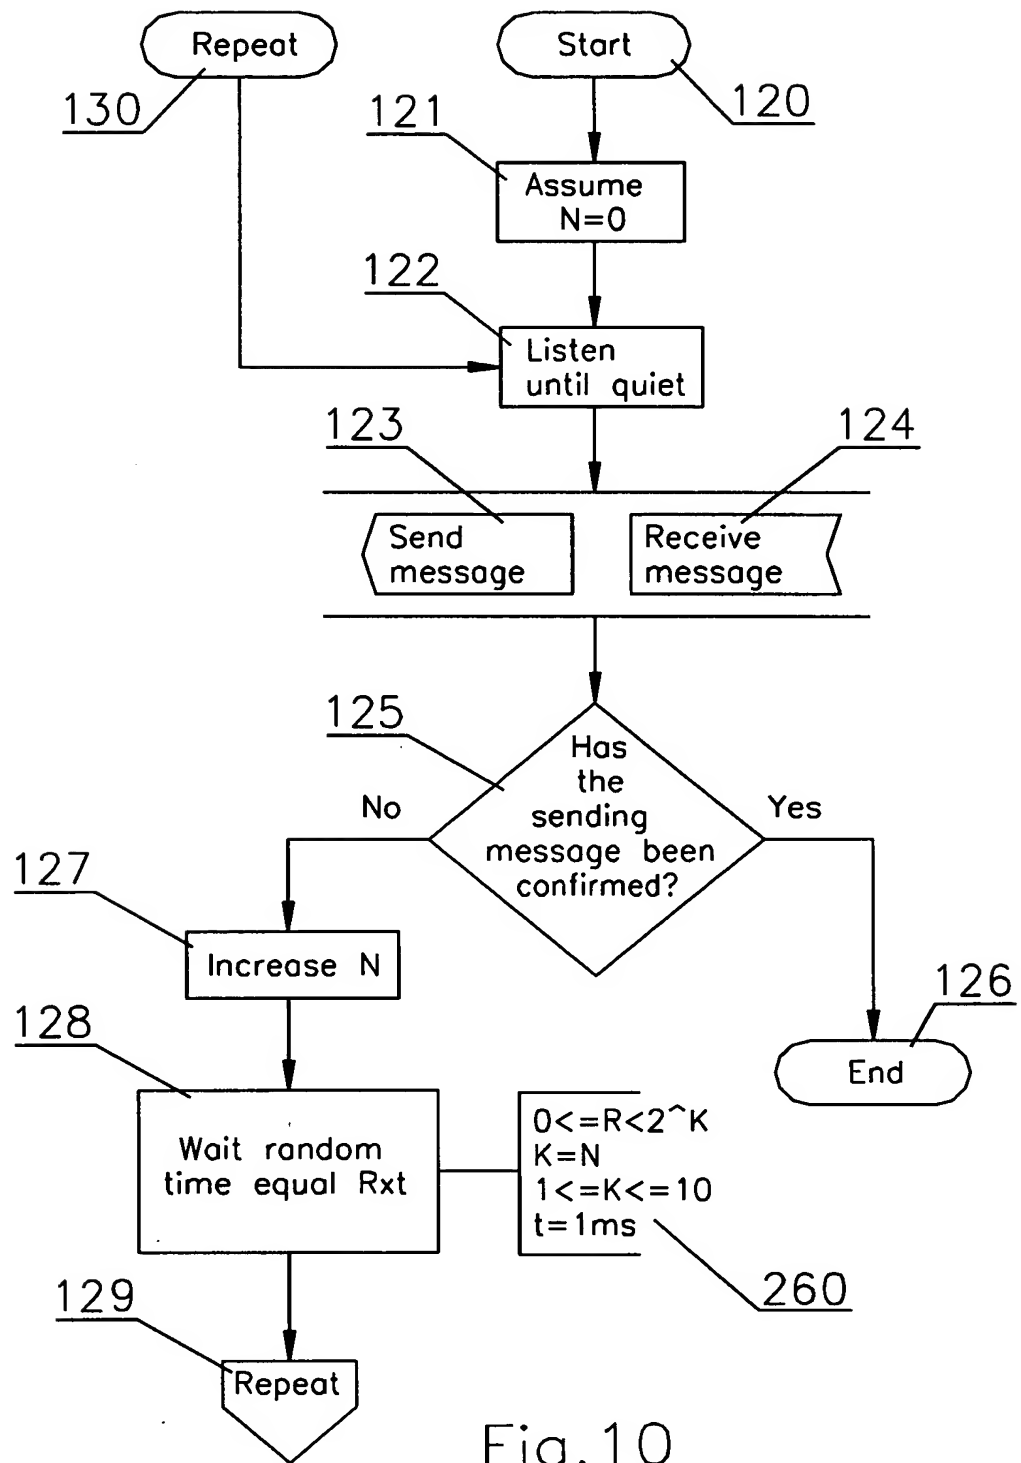 Repeat
Start
130
121
120
Assume
N=0
122
Listen
until quiet
123
124
Send
message
Receive
message
125
Has
the
sending
message been
confirmed?
No
Yes
127
Increase N
126
End
128
Wait random
time equal Rxt
0<=R<2^K
K=N
1<=K<=10
t=1ms
260
129
Repeat
Fig.10